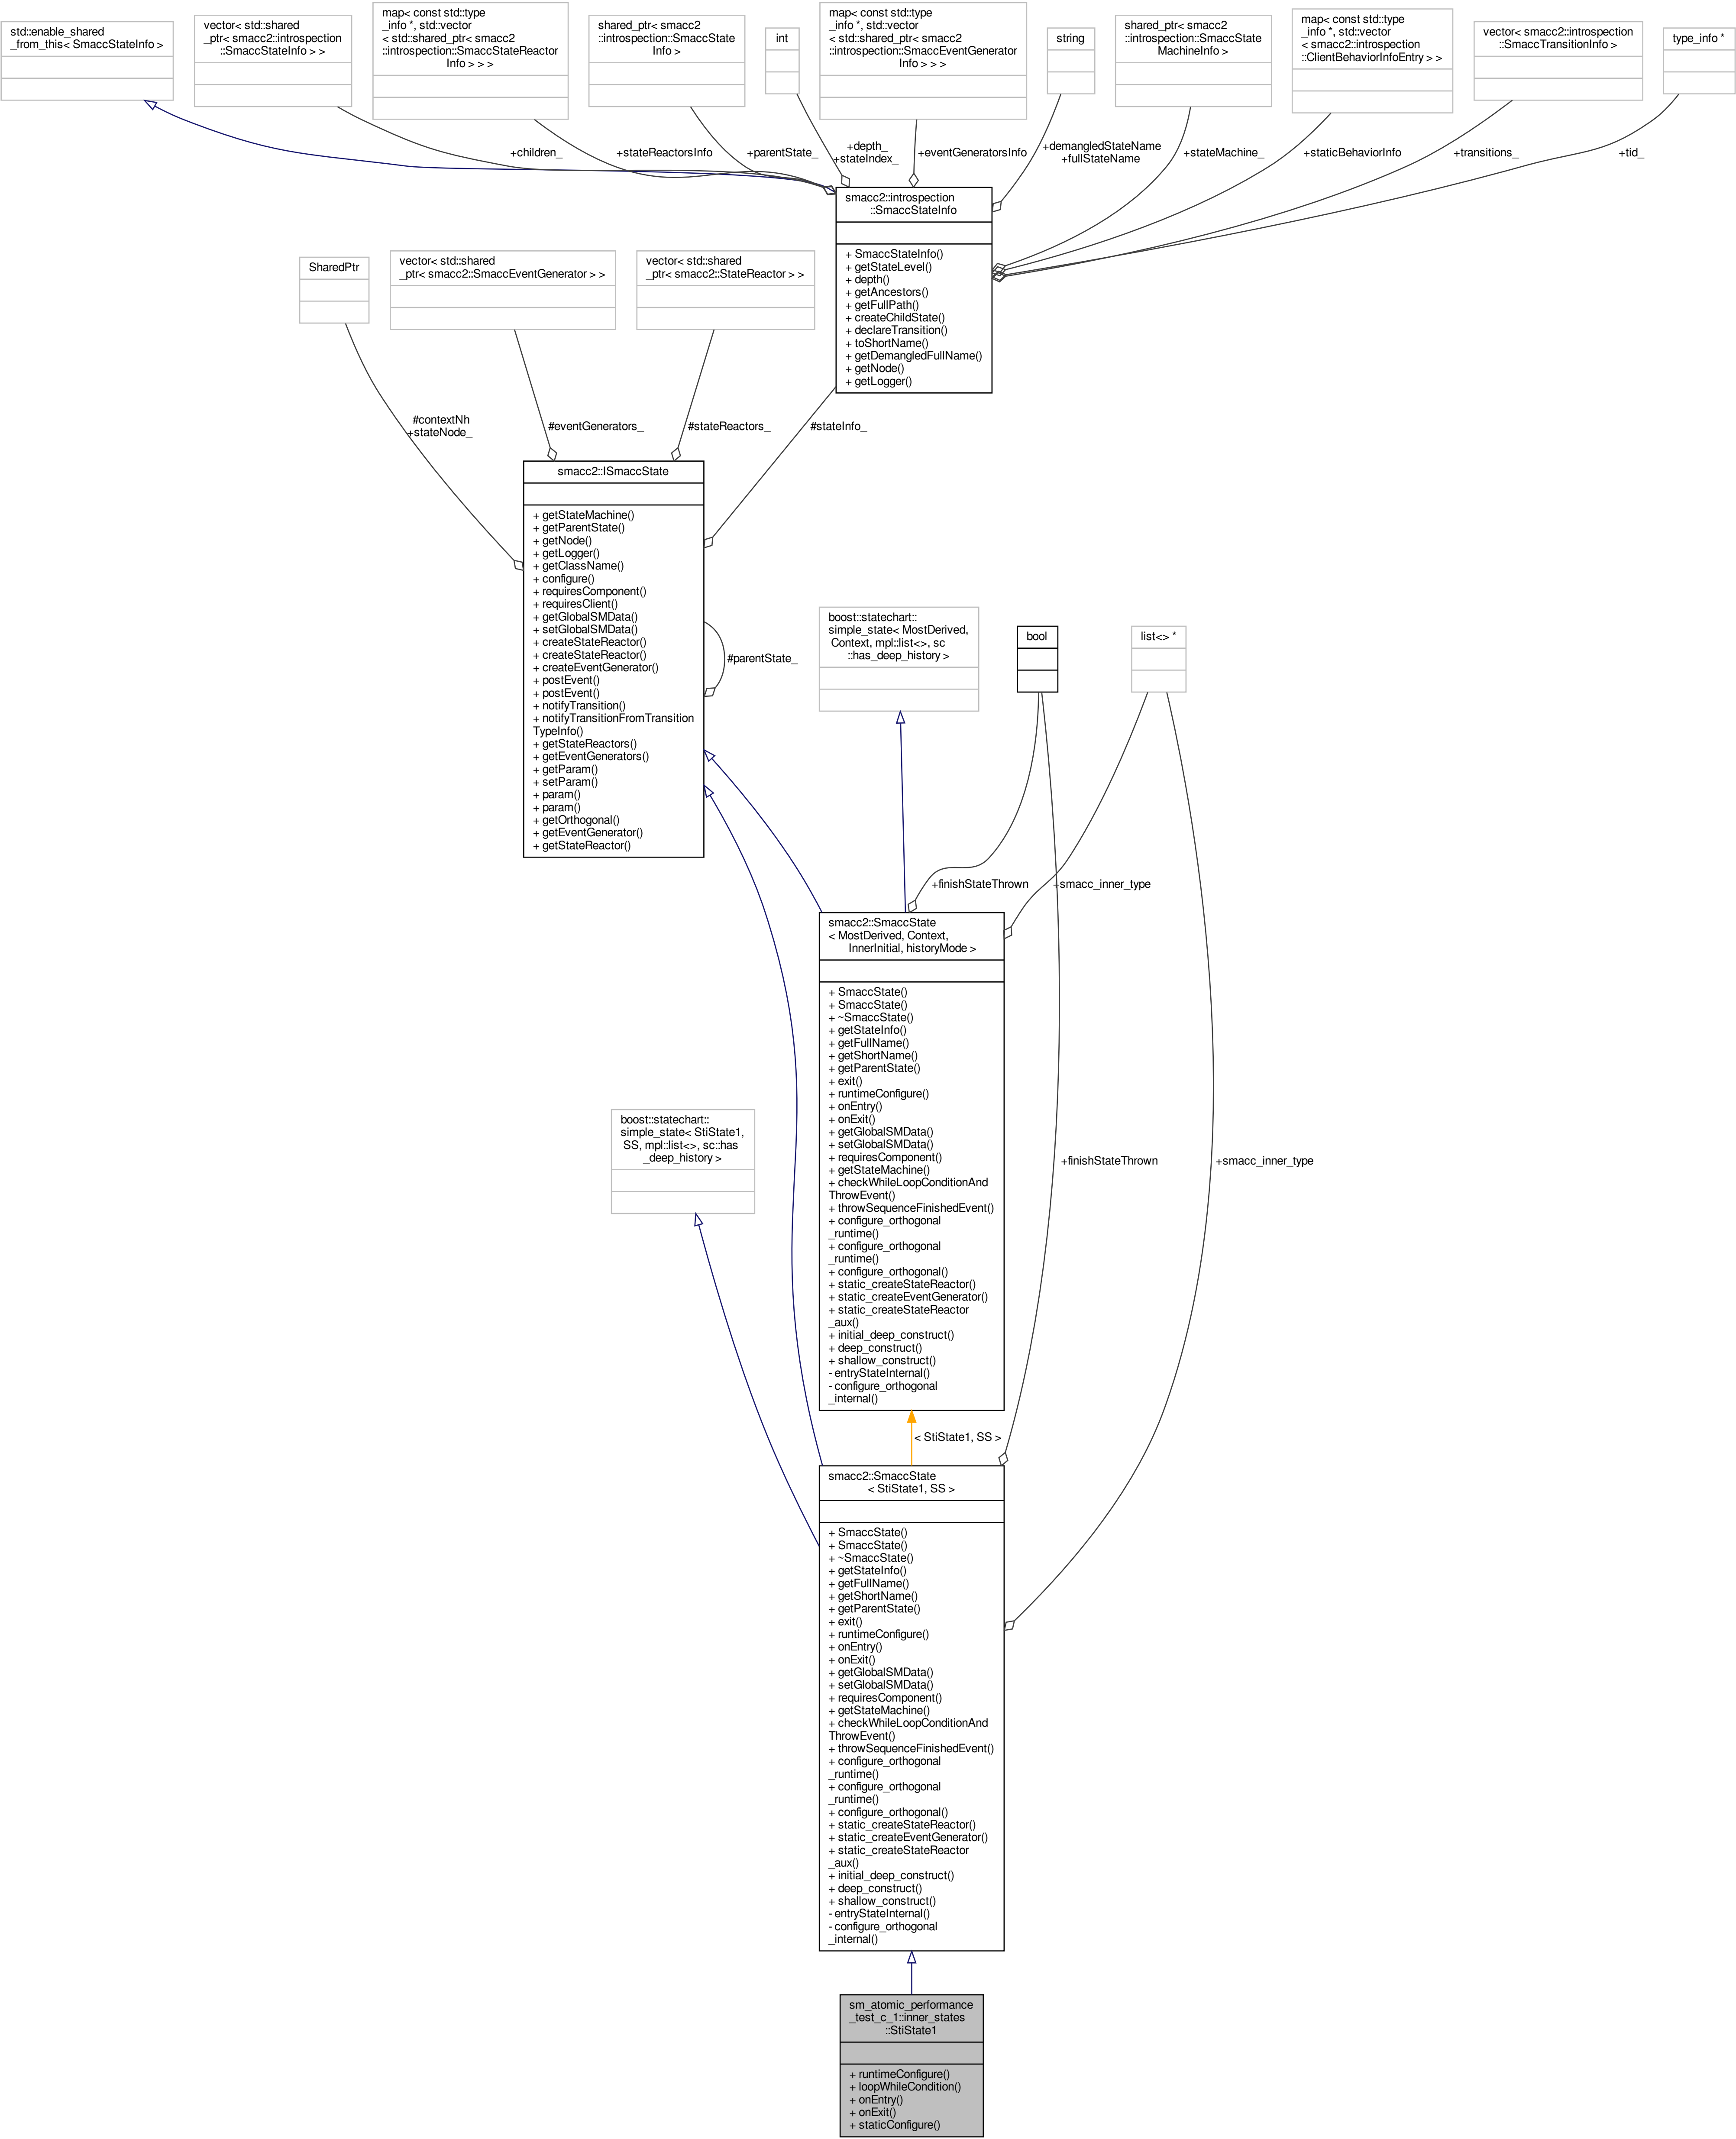 std::enable_shared
_from_this< SmaccStateInfo >
vector< std::shared
_ptr< smacc2::introspection
::SmaccStateInfo > >
map< const std::type
_info *, std::vector
< std::shared_ptr< smacc2
::introspection::SmaccStateReactor
Info > > >
shared_ptr< smacc2
::introspection::SmaccState
Info >
int
map< const std::type
_info *, std::vector
< std::shared_ptr< smacc2
::introspection::SmaccEventGenerator
Info > > >
string
shared_ptr< smacc2
::introspection::SmaccState
MachineInfo >
map< const std::type
_info *, std::vector
< smacc2::introspection
::ClientBehaviorInfoEntry > >
vector< smacc2::introspection
::SmaccTransitionInfo >
type_info *
+children_
+stateReactorsInfo
+parentState_
+depth_
+stateIndex_
+eventGeneratorsInfo
+demangledStateName
+fullStateName
+stateMachine_
+staticBehaviorInfo
+transitions_
+tid_
smacc2::introspection
::SmaccStateInfo
+ SmaccStateInfo()
+ getStateLevel()
+ depth()
+ getAncestors()
+ getFullPath()
+ createChildState()
+ declareTransition()
+ toShortName()
+ getDemangledFullName()
+ getNode()
+ getLogger()
SharedPtr
vector< std::shared
_ptr< smacc2::SmaccEventGenerator > >
vector< std::shared
_ptr< smacc2::StateReactor > >
#contextNh
+stateNode_
#eventGenerators_
#stateReactors_
#stateInfo_
smacc2::ISmaccState
+ getStateMachine()
+ getParentState()
+ getNode()
+ getLogger()
+ getClassName()
+ configure()
+ requiresComponent()
+ requiresClient()
+ getGlobalSMData()
+ setGlobalSMData()
+ createStateReactor()
+ createStateReactor()
+ createEventGenerator()
+ postEvent()
+ postEvent()
+ notifyTransition()
+ notifyTransitionFromTransition
TypeInfo()
+ getStateReactors()
+ getEventGenerators()
+ getParam()
+ setParam()
+ param()
+ param()
+ getOrthogonal()
+ getEventGenerator()
+ getStateReactor()
#parentState_
boost::statechart::
simple_state< MostDerived,
Context, mpl::list<>, sc
::has_deep_history >
bool
list<> *
+finishStateThrown
+smacc_inner_type
smacc2::SmaccState
< MostDerived, Context,
InnerInitial, historyMode >
+ SmaccState()
+ SmaccState()
+ ~SmaccState()
+ getStateInfo()
+ getFullName()
+ getShortName()
+ getParentState()
+ exit()
+ runtimeConfigure()
+ onEntry()
+ onExit()
+ getGlobalSMData()
+ setGlobalSMData()
+ requiresComponent()
+ getStateMachine()
+ checkWhileLoopConditionAnd
ThrowEvent()
+ throwSequenceFinishedEvent()
+ configure_orthogonal
_runtime()
+ configure_orthogonal
_runtime()
+ configure_orthogonal()
+ static_createStateReactor()
+ static_createEventGenerator()
+ static_createStateReactor
_aux()
+ initial_deep_construct()
+ deep_construct()
+ shallow_construct()
- entryStateInternal()
- configure_orthogonal
_internal()
boost::statechart::
simple_state< StiState1,
SS, mpl::list<>, sc::has
_deep_history >
+finishStateThrown
+smacc_inner_type
< StiState1, SS >
smacc2::SmaccState
< StiState1, SS >
+ SmaccState()
+ SmaccState()
+ ~SmaccState()
+ getStateInfo()
+ getFullName()
+ getShortName()
+ getParentState()
+ exit()
+ runtimeConfigure()
+ onEntry()
+ onExit()
+ getGlobalSMData()
+ setGlobalSMData()
+ requiresComponent()
+ getStateMachine()
+ checkWhileLoopConditionAnd
ThrowEvent()
+ throwSequenceFinishedEvent()
+ configure_orthogonal
_runtime()
+ configure_orthogonal
_runtime()
+ configure_orthogonal()
+ static_createStateReactor()
+ static_createEventGenerator()
+ static_createStateReactor
_aux()
+ initial_deep_construct()
+ deep_construct()
+ shallow_construct()
- entryStateInternal()
- configure_orthogonal
_internal()
sm_atomic_performance
_test_c_1::inner_states
::StiState1
+ runtimeConfigure()
+ loopWhileCondition()
+ onEntry()
+ onExit()
+ staticConfigure()